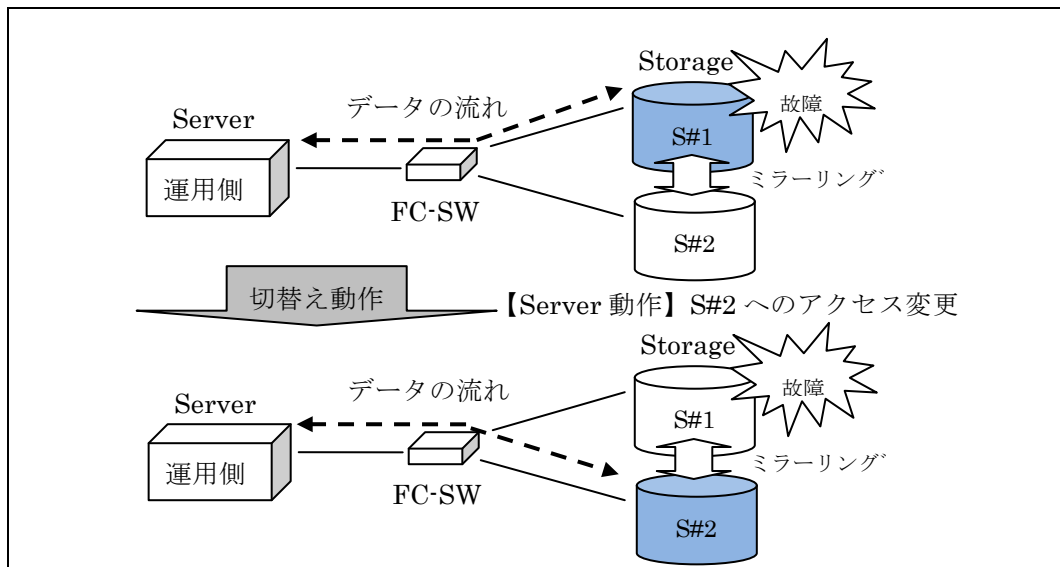 Storage
故障
データの流れ
Server
S#1
運用側
ミラーリング゛
FC-SW
S#2
切替え動作
【Server 動作】S#2 へのアクセス変更
Storage
故障
データの流れ
Server
S#1
運用側
ミラーリング゛
FC-SW
S#2